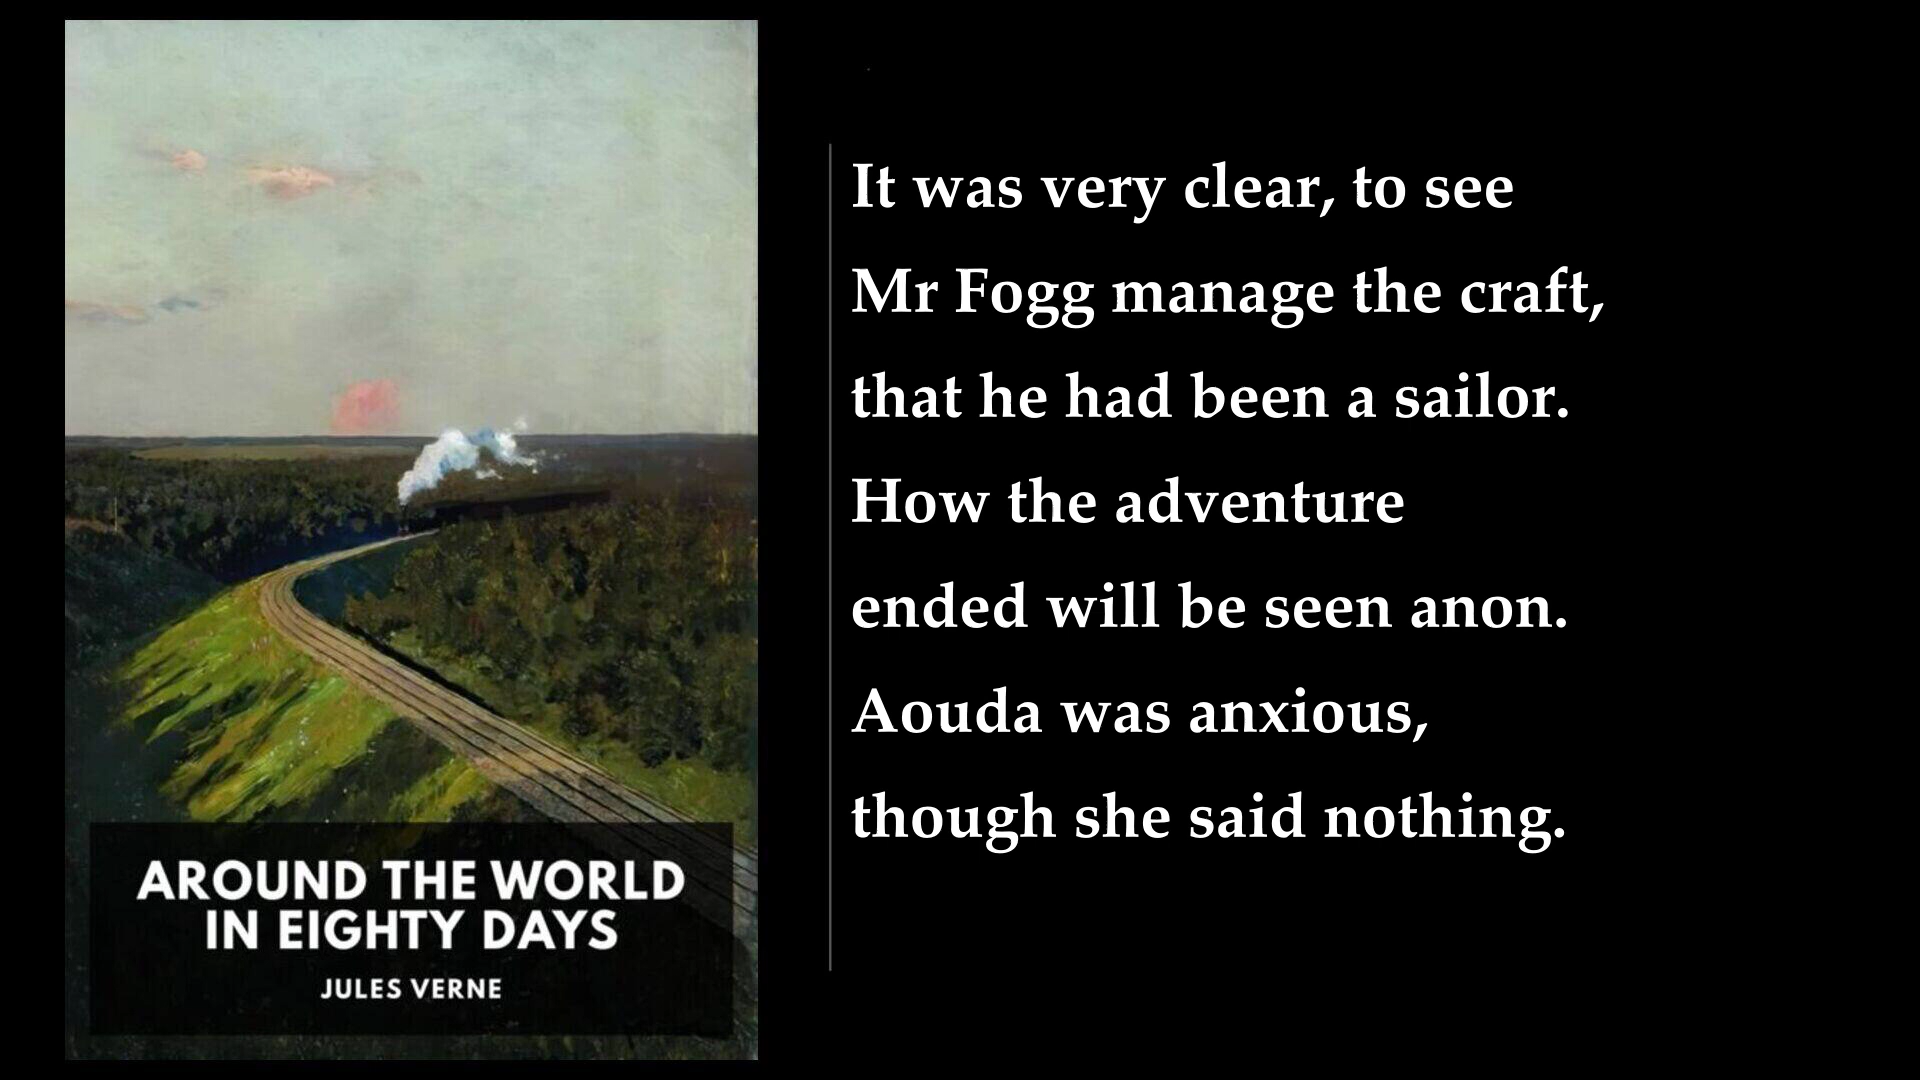 AROUND THE WORLD
IN EIGHTY DAYS
JULES VERNE
It was very clear, to see
Mr Fogg manage the craft,
that he had been a sailor.
How the adventure
ended will be seen anon.
Aouda was anxious,
though she said nothing.